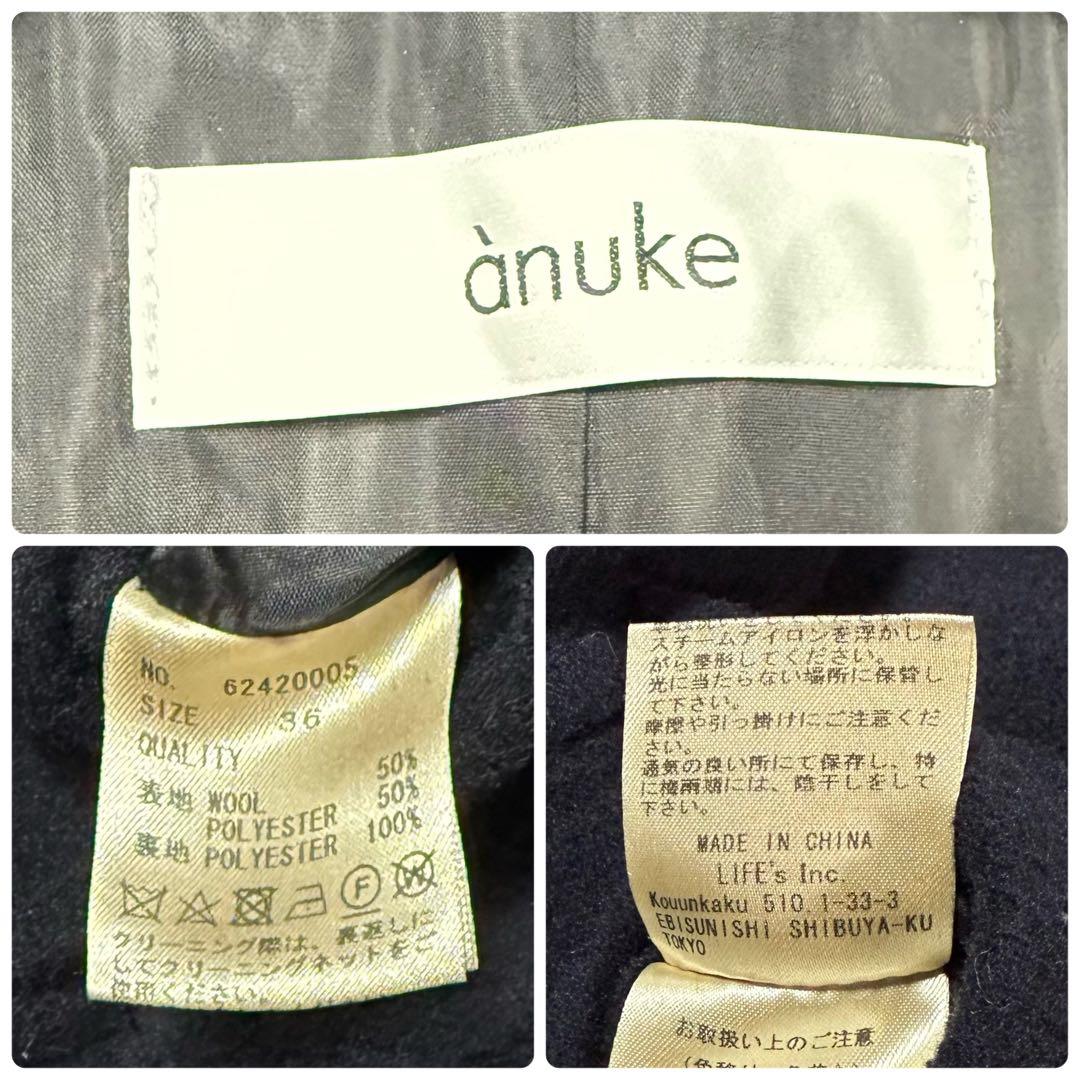 ànuke
NO. 62420005
SIZE 36
QUALITY
表地 WOOL 50%
POLYESTER 50%
裏地 POLYESTER 100%
F W
クリーニング際は、裏返しに
してクリーニングネットをご
使用ください。
スチームアイロンを浮かしな
がら整形してください。
光に当たらない場所に保管し
て下さい。
摩擦や引っ掛けにご注意くだ
さい。
通気の良い所にて保存し、特
に梅雨期には、陰干しをして
下さい。
MADE IN CHINA
LIFE's Inc.
Kouunkaku 510. 1-33-3
EBISUNISHI SHIBUYA-KU
TOKYO
お取扱い上のご注意